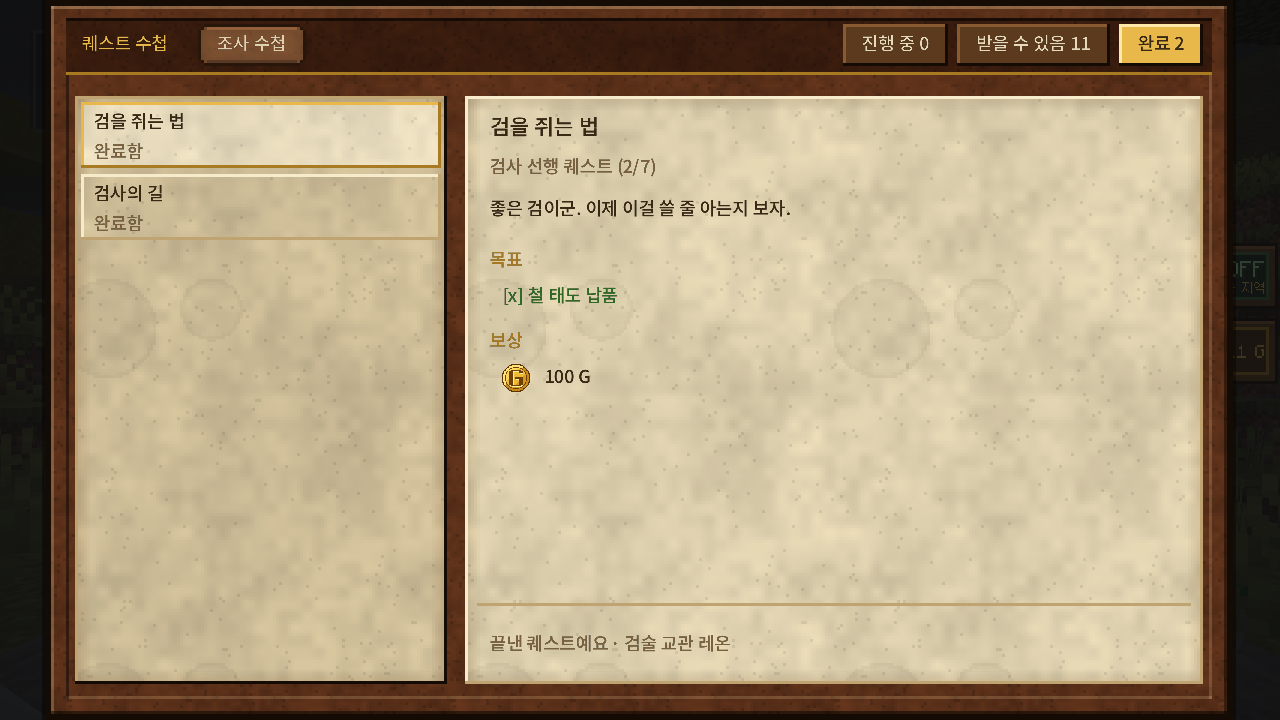 퀘스트 수첩
조사 수첩
진행 중 0
받을 수 있음 11
완료 2
검을 쥐는 법
완료함
검사의 길
완료함
검을 쥐는 법
검사 선행 퀘스트 (2/7)
좋은 검이군. 이제 이걸 쓸 줄 아는지 보자.
목표
[x] 철 태도 납품
보상
100 G
끝낸 퀘스트예요 · 검술 교관 레온
OFF
지역
1 G